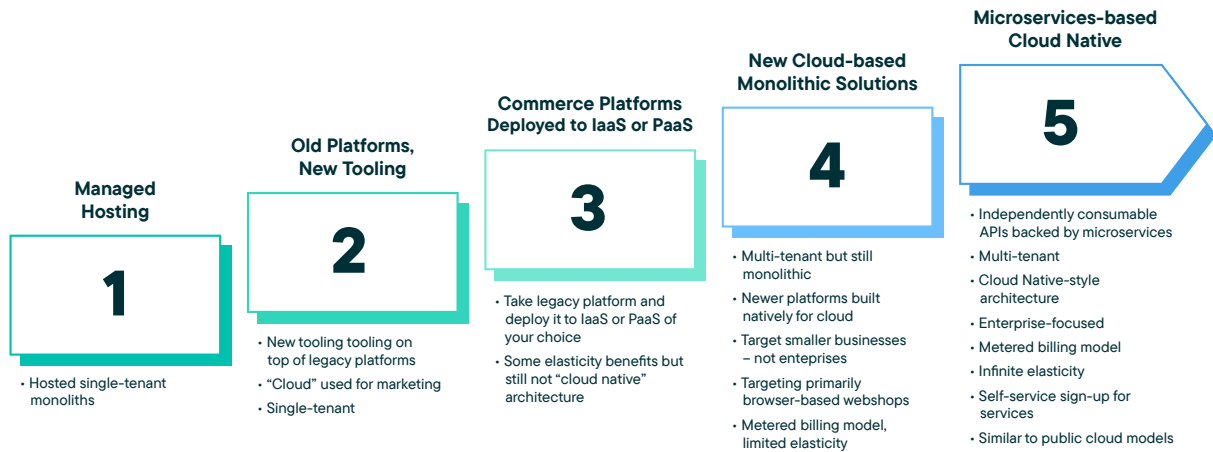 Managed
Hosting
1
• Hosted single-tenant
monoliths
Old Platforms,
New Tooling
2
• New tooling tooling on
top of legacy platforms
• “Cloud” used for marketing
• Single-tenant
Commerce Platforms
Deployed to IaaS or PaaS
3
• Take legacy platform and
deploy it to IaaS or PaaS of
your choice
• Some elasticity benefits but
still not “cloud native”
architecture
New Cloud-based
Monolithic Solutions
4
• Multi-tenant but still
monolithic
• Newer platforms built
natively for cloud
• Target smaller businesses
– not enteprises
• Targeting primarily
browser-based webshops
• Metered billing model,
limited elasticity
Microservices-based
Cloud Native
5
• Independently consumable
APIs backed by microservices
• Multi-tenant
• Cloud Native-style
architecture
• Enterprise-focused
• Metered billing model
• Infinite elasticity
• Self-service sign-up for
services
• Similar to public cloud models